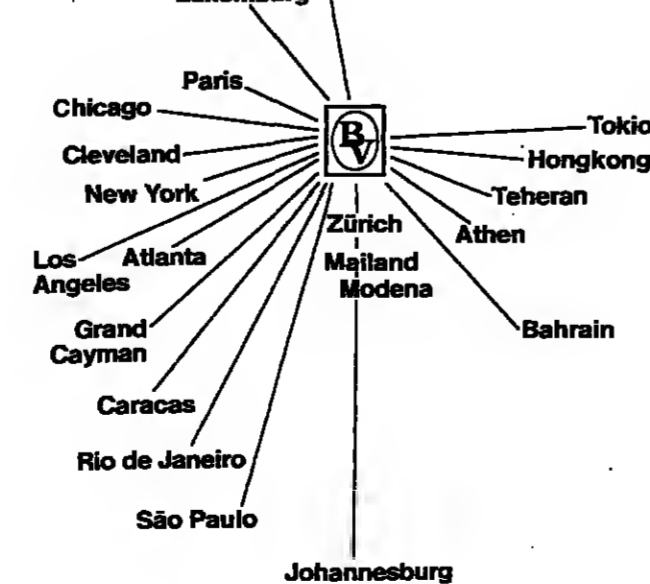 Paris
Chicago
B
V
Tokio
Cleveland
Hongkong
New York
Teheran
Zürich
Athen
Los
Angeles
Atlanta
Mailand
Modena
Grand
Cayman
Bahrain
Caracas
Rio de Janeiro
São Paulo
Johannesburg